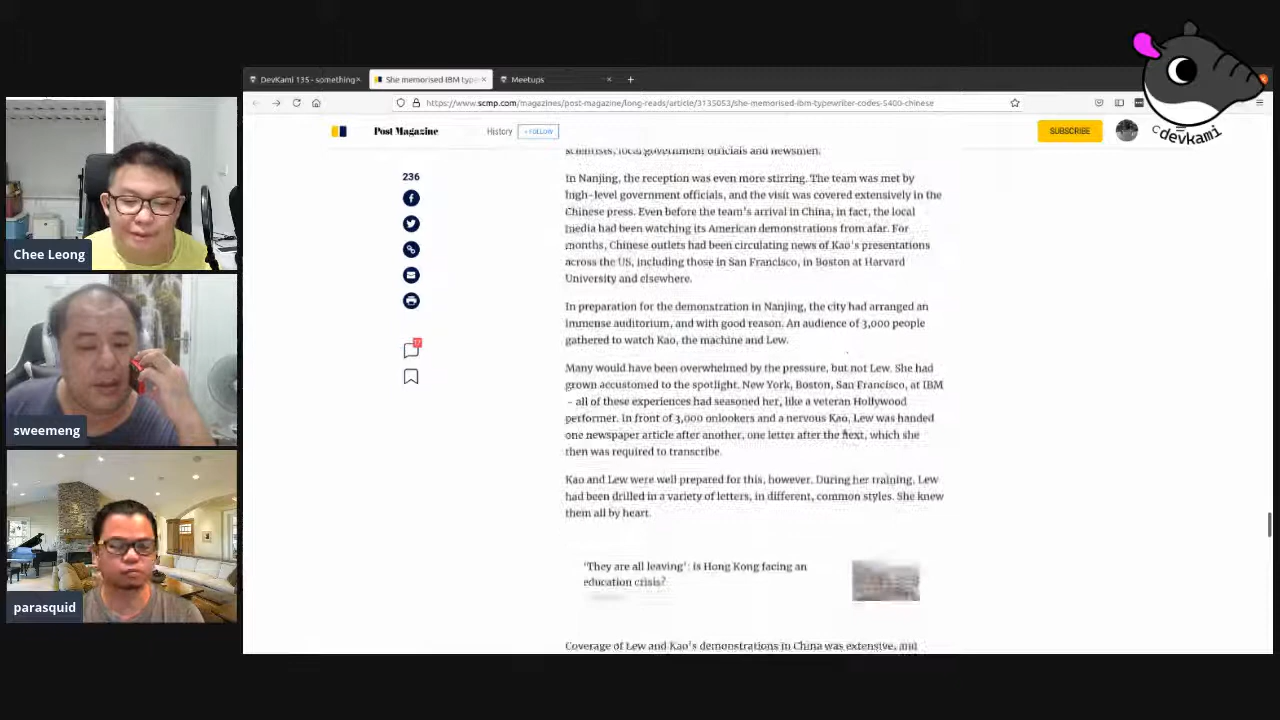 DevKami 135 - something
She memorised IBM type
Meetups
https://www.scmp.com/magazines/post-magazine/long-reads/article/3135053/she-memorised-ibm-typewriter-codes-5400-chinese
Post Magazine
History
+ FOLLOW
SUBSCRIBE
devkami
236
17
scientists, local government officials and newsmen.
In Nanjing, the reception was even more stirring. The team was met by
high-level government officials, and the visit was covered extensively in the
Chinese press. Even before the team's arrival in China, in fact, the local
media had been watching its American demonstrations from afar. For
months, Chinese outlets had been circulating news of Kao's presentations
across the US, including those in San Francisco, in Boston at Harvard
University and elsewhere.
In preparation for the demonstration in Nanjing, the city had arranged an
immense auditorium, and with good reason. An audience of 3,000 people
gathered to watch Kao, the machine and Lew.
Many would have been overwhelmed by the pressure, but not Lew. She had
grown accustomed to the spotlight. New York, Boston, San Francisco, at IBM
– all of these experiences had seasoned her, like a veteran Hollywood
performer. In front of 3,000 onlookers and a nervous Kao, Lew was handed
one newspaper article after another, one letter after the next, which she
then was required to transcribe.
Kao and Lew were well prepared for this, however. During her training, Lew
had been drilled in a variety of letters, in different, common styles. She knew
them all by heart.
'They are all leaving': is Hong Kong facing an
education crisis?
Coverage of Lew and Kao's demonstrations in China was extensive, and
Chee Leong
sweemeng
parasquid